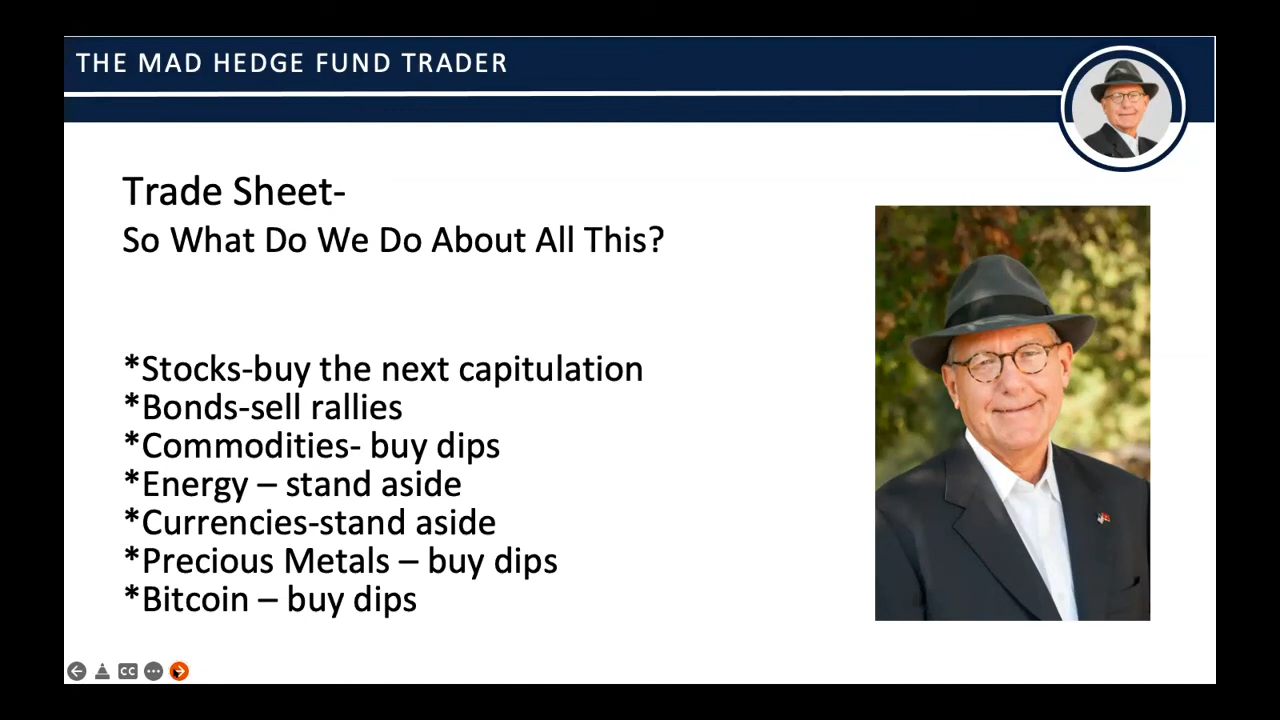 THE MAD HEDGE FUND TRADER
Trade Sheet-
So What Do We Do About All This?
*Stocks-buy the next capitulation
*Bonds-sell rallies
*Commodities- buy dips
*Energy – stand aside
*Currencies-stand aside
*Precious Metals – buy dips
*Bitcoin – buy dips
CC